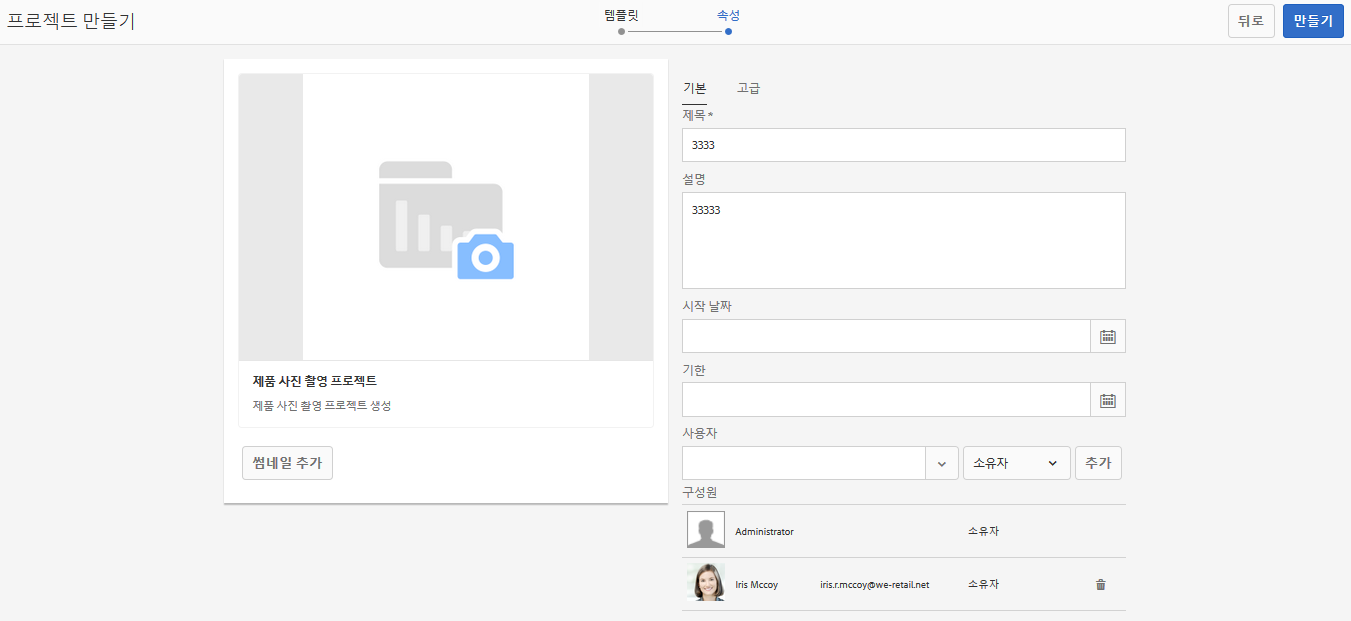 프로젝트 만들기
템플릿
속성
뒤로
만들기
제품 사진 촬영 프로젝트
제품 사진 촬영 프로젝트 생성
썸네일 추가
기본
고급
제목 *
3333
설명
33333
시작 날짜
기한
사용자
소유자
추가
구성원
Administrator
소유자
Iris Mccoy
iris.r.mccoy@we-retail.net
소유자